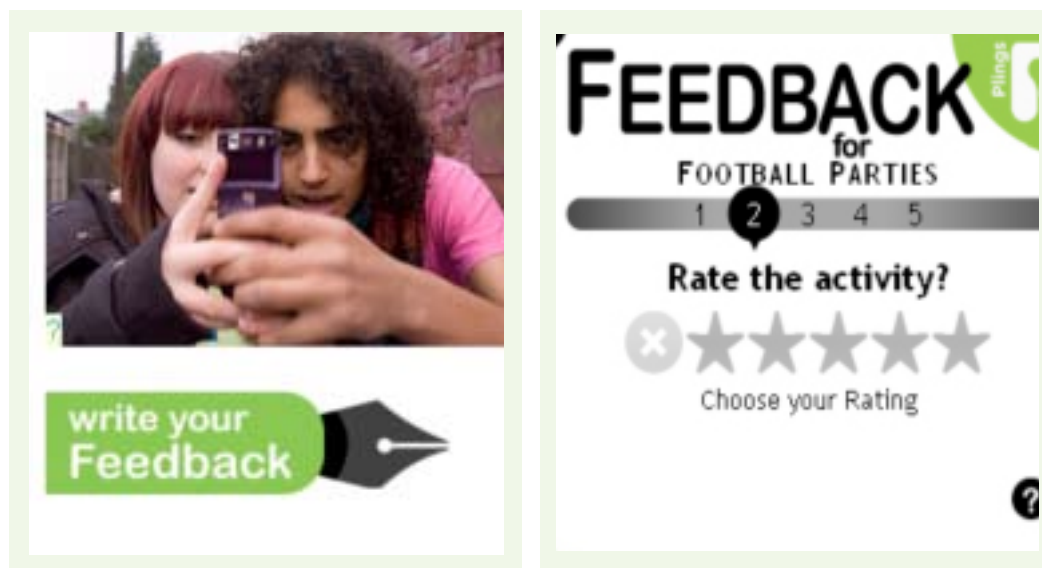 ?
write your
Feedback
FEEDBACK
Plings
for
FOOTBALL PARTIES
1 2 3 4 5
Rate the activity?
Choose your Rating
?